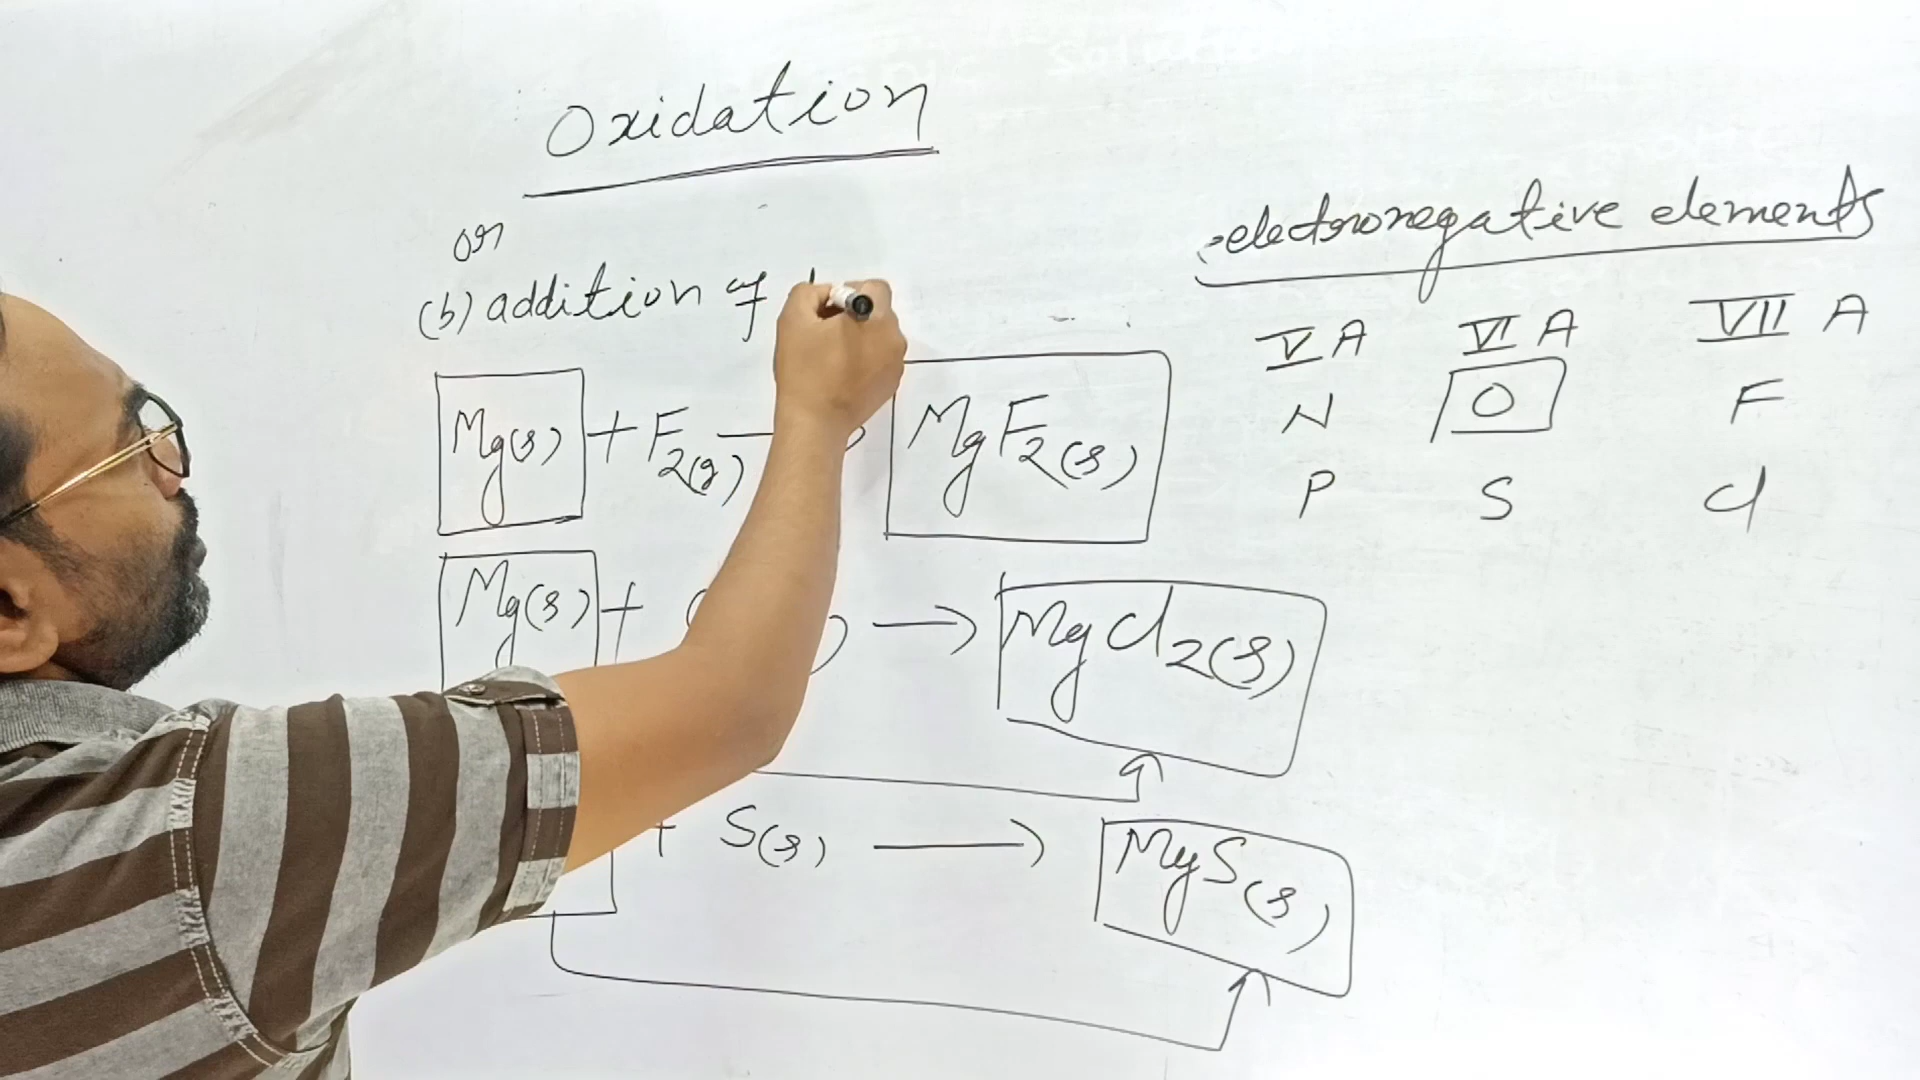 Oxidation
or
(b) addition of
Mg(s) + F2(g) → MgF2(s)
Mg(s) + → MgCl2(s)
+ S(s) → MgS(s)
electronegative elements
V A VI A VII A
N O F
P S Cl